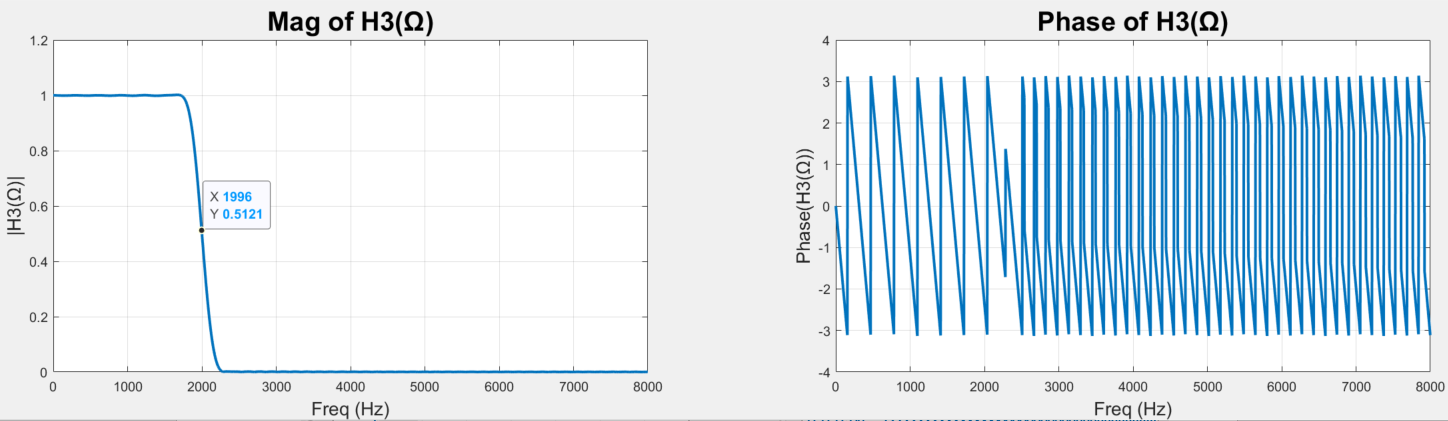 Mag of H3(Ω)
1.2
1
0.8
0.6
0.4
0.2
0
|H3(Ω)|
X 1996
Y 0.5121
0 1000 2000 3000 4000 5000 6000 7000 8000
Freq (Hz)
Phase of H3(Ω)
4
3
2
1
0
-1
-2
-3
-4
Phase(H3(Ω))
0 1000 2000 3000 4000 5000 6000 7000 8000
Freq (Hz)